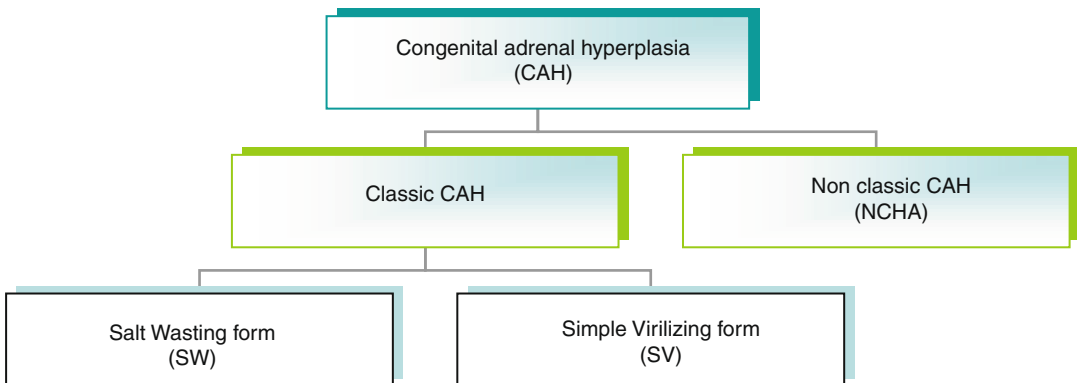 Congenital adrenal hyperplasia
(CAH)
Classic CAH
Non classic CAH
(NCHA)
Salt Wasting form
(SW)
Simple Virilizing form
(SV)